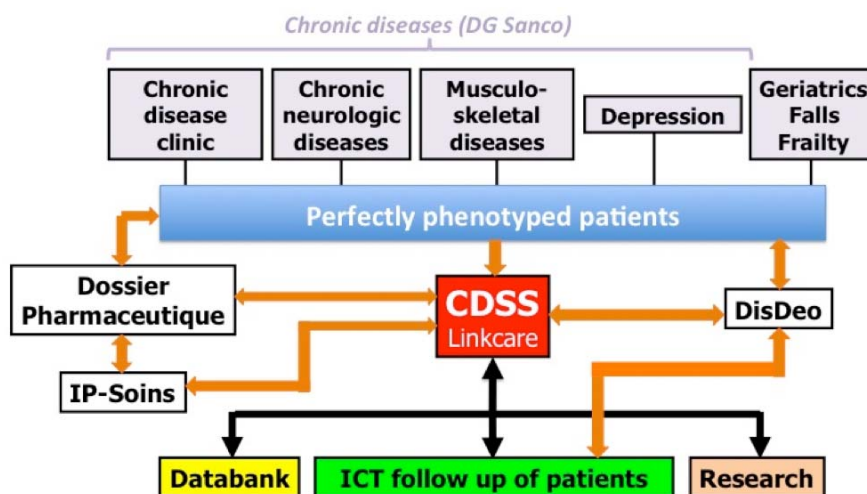 Chronic diseases (DG Sanco)
Chronic
disease
clinic
Chronic
neurologic
diseases
Musculo-
skeletal
diseases
Depression
Geriatrics
Falls
Frailty
Perfectly phenotyped patients
Dossier
Pharmaceutique
CDSS
Linkcare
DisDeo
IP-Soins
Databank
ICT follow up of patients
Research